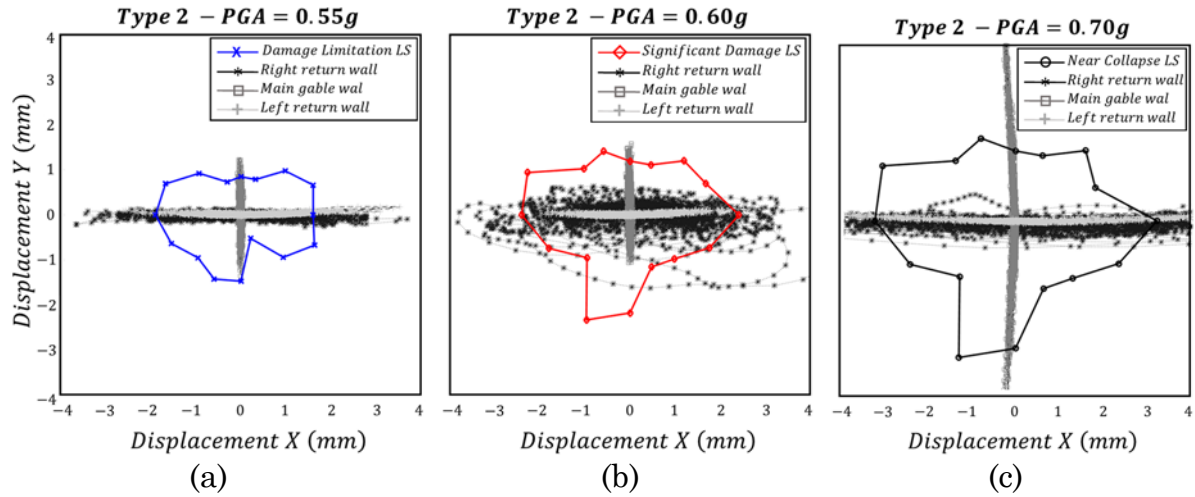 Type 2 − PGA = 0.55g
Type 2 − PGA = 0.60g
Type 2 − PGA = 0.70g
Damage Limitation LS
Right return wall
Main gable wal
Left return wall
Significant Damage LS
Right return wall
Main gable wal
Left return wall
Near Collapse LS
Right return wall
Main gable wal
Left return wall
Displacement Y (mm)
4
3
2
1
0
−1
−2
−3
−4
−4 −3 −2 −1 0 1 2 3 4
−4 −3 −2 −1 0 1 2 3 4
−4 −3 −2 −1 0 1 2 3 4
Displacement X (mm)
Displacement X (mm)
Displacement X (mm)
(a)
(b)
(c)